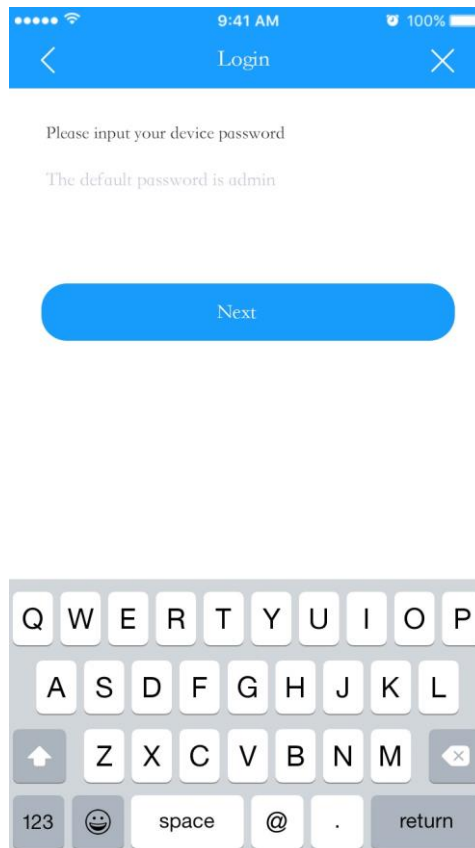 9:41 AM 100%
Login
Please input your device password
The default password is admin
Next
Q W E R T Y U I O P
A S D F G H J K L
Z X C V B N M
123 space @ . return